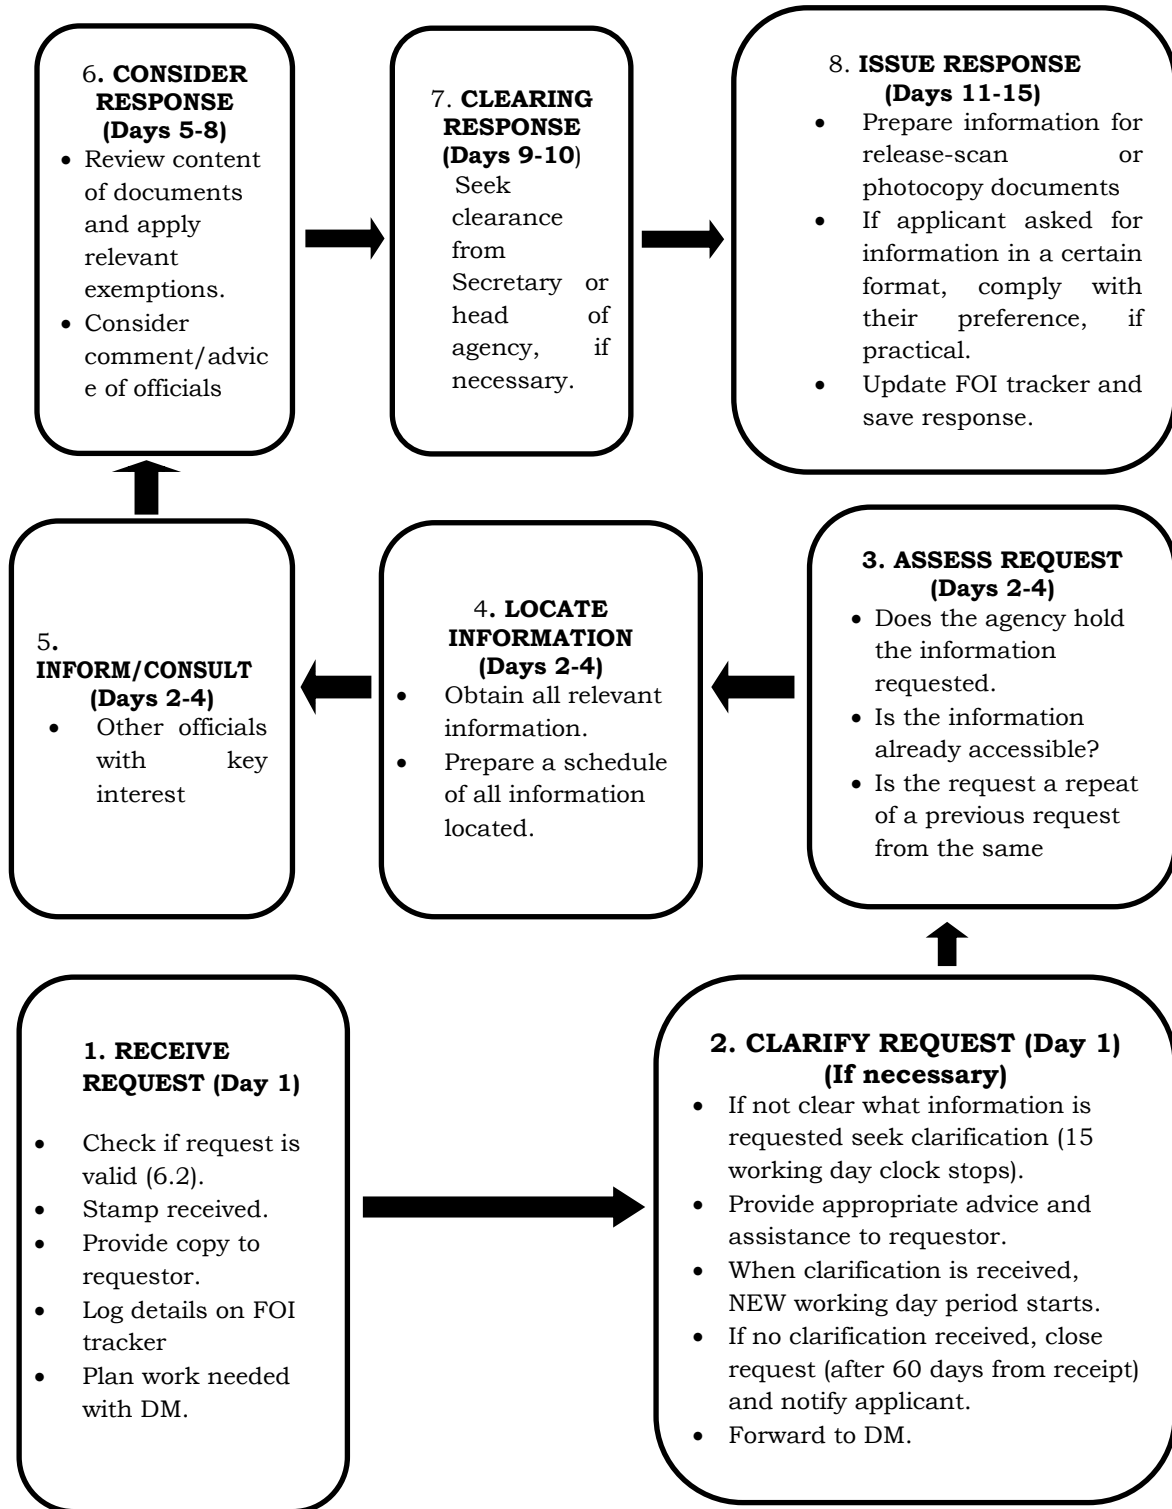 6. CONSIDER
RESPONSE
(Days 5-8)
• Review content
of documents
and apply
relevant
exemptions.
• Consider
comment/advic
e of officials
7. CLEARING
RESPONSE
(Days 9-10)
Seek
clearance
from
Secretary or
head of
agency, if
necessary.
8. ISSUE RESPONSE
(Days 11-15)
• Prepare information for
release-scan or
photocopy documents
• If applicant asked for
information in a certain
format, comply with
their preference, if
practical.
• Update FOI tracker and
save response.
5.
INFORM/CONSULT
(Days 2-4)
• Other officials
with key
interest
4. LOCATE
INFORMATION
(Days 2-4)
• Obtain all relevant
information.
• Prepare a schedule
of all information
located.
3. ASSESS REQUEST
(Days 2-4)
• Does the agency hold
the information
requested.
• Is the information
already accessible?
• Is the request a repeat
of a previous request
from the same
1. RECEIVE
REQUEST (Day 1)
• Check if request is
valid (6.2).
• Stamp received.
• Provide copy to
requestor.
• Log details on FOI
tracker
• Plan work needed
with DM.
2. CLARIFY REQUEST (Day 1)
(If necessary)
• If not clear what information is
requested seek clarification (15
working day clock stops).
• Provide appropriate advice and
assistance to requestor.
• When clarification is received,
NEW working day period starts.
• If no clarification received, close
request (after 60 days from receipt)
and notify applicant.
• Forward to DM.